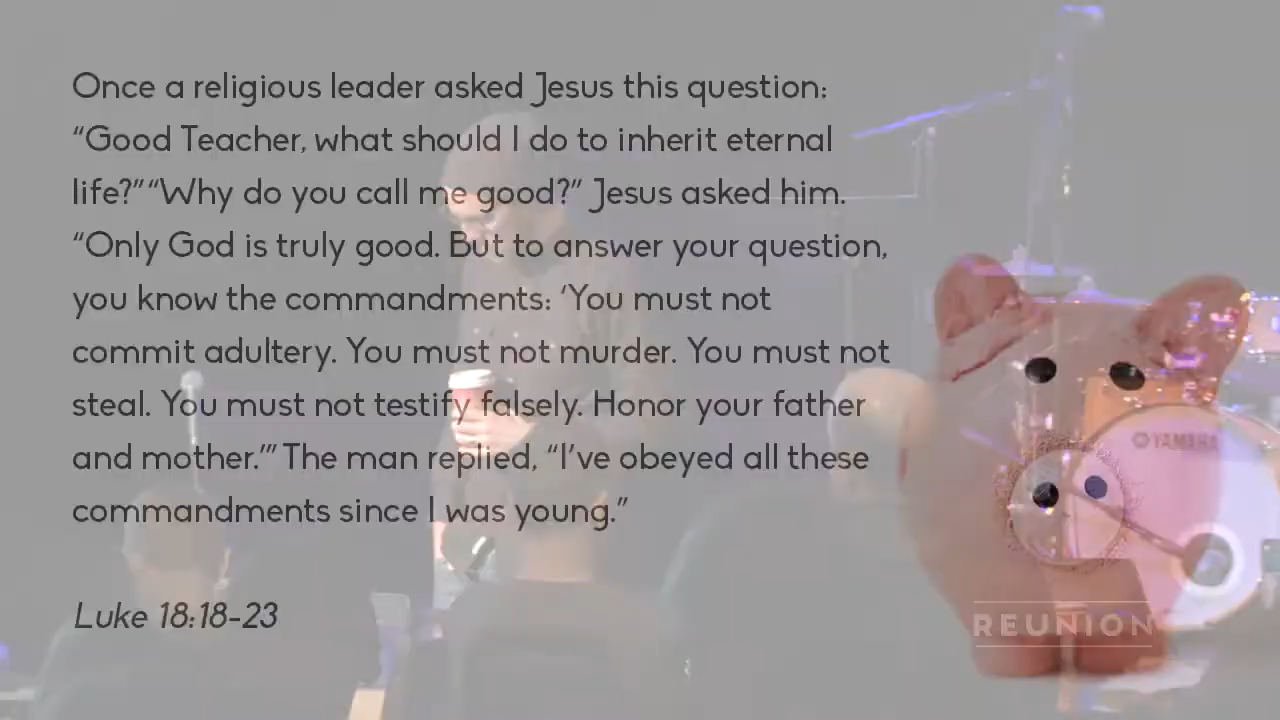 Once a religious leader asked Jesus this question:
“Good Teacher, what should I do to inherit eternal
life?”“Why do you call me good?” Jesus asked him.
“Only God is truly good. But to answer your question,
you know the commandments: ‘You must not
commit adultery. You must not murder. You must not
steal. You must not testify falsely. Honor your father
and mother.’” The man replied, “I’ve obeyed all these
commandments since I was young.”
Luke 18:18-23
YAMAHA
REUNION